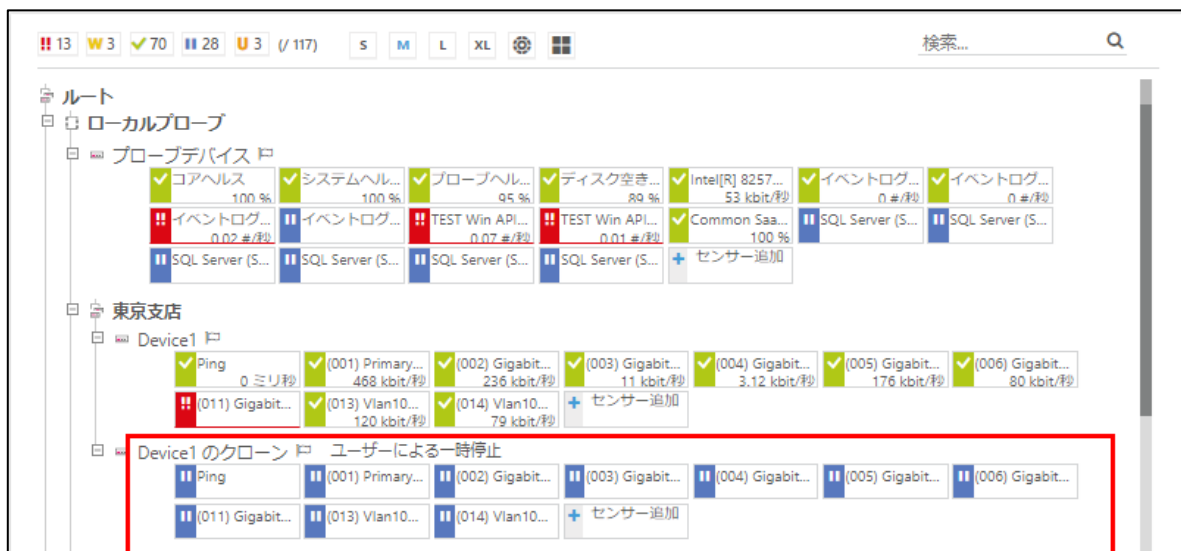 !! 13 W 3 70 28 U 3 (/ 117) S M L XL 検索...
ルート
ローカルプローブ
プローブデバイス
コアヘルス システムヘル... プローブヘル... ディスク空き... Intel[R] 8257... イベントログ... イベントログ...
100 % 100 % 95 % 89 % 53 kbit/秒 0 #/秒 0 #/秒
!! イベントログ... イベントログ... !! TEST Win API... !! TEST Win API... Common Saa... SQL Server (S... SQL Server (S...
0.02 #/秒 0.07 #/秒 0.01 #/秒 100 %
SQL Server (S... SQL Server (S... SQL Server (S... SQL Server (S... + センサー追加
東京支店
Device1
Ping (001) Primary... (002) Gigabit... (003) Gigabit... (004) Gigabit... (005) Gigabit... (006) Gigabit...
0 ミリ秒 468 kbit/秒 236 kbit/秒 11 kbit/秒 3.12 kbit/秒 176 kbit/秒 80 kbit/秒
!! (011) Gigabit... (013) Vlan10... (014) Vlan10... + センサー追加
120 kbit/秒 79 kbit/秒
Device1 のクローン ユーザーによる一時停止
Ping (001) Primary... (002) Gigabit... (003) Gigabit... (004) Gigabit... (005) Gigabit... (006) Gigabit...
(011) Gigabit... (013) Vlan10... (014) Vlan10... + センサー追加